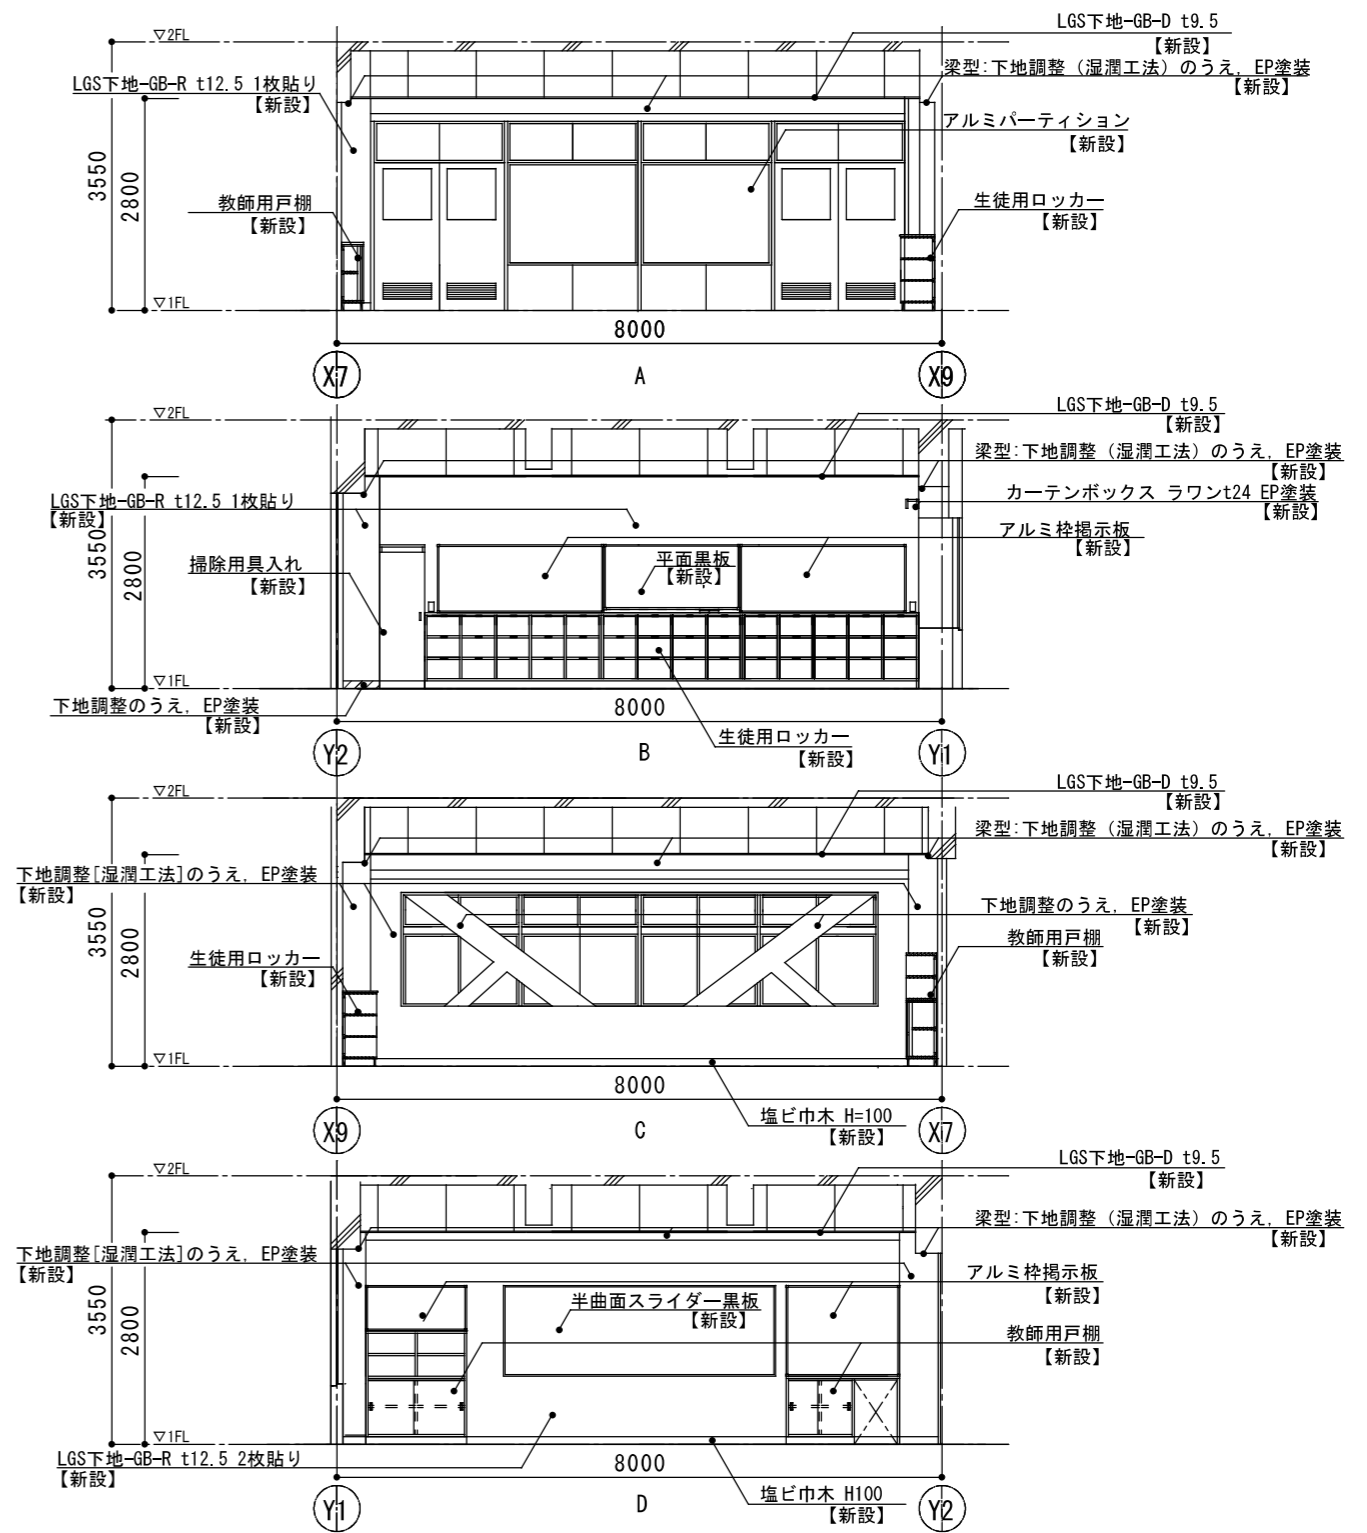 ▽2FL
LGS下地-GB-D t9.5
【新設】
梁型:下地調整（湿潤工法）のうえ, EP塗装
【新設】
LGS下地-GB-R t12.5 1枚貼り
【新設】
アルミパーティション
【新設】
3550
2800
教師用戸棚
【新設】
生徒用ロッカー
【新設】
▽1FL
8000
X7
A
X9
▽2FL
LGS下地-GB-D t9.5
【新設】
梁型:下地調整（湿潤工法）のうえ, EP塗装
【新設】
LGS下地-GB-R t12.5 1枚貼り
【新設】
カーテンボックス ラワンt24 EP塗装
【新設】
アルミ枠掲示板
【新設】
平面黒板
【新設】
3550
2800
掃除用具入れ
【新設】
▽1FL
下地調整のうえ, EP塗装
【新設】
8000
生徒用ロッカー
【新設】
Y2
B
Y1
▽2FL
LGS下地-GB-D t9.5
【新設】
梁型:下地調整（湿潤工法）のうえ, EP塗装
【新設】
下地調整[湿潤工法]のうえ, EP塗装
【新設】
下地調整のうえ, EP塗装
【新設】
3550
2800
教師用戸棚
【新設】
生徒用ロッカー
【新設】
▽1FL
8000
塩ビ巾木 H=100
【新設】
X9
C
X7
▽2FL
LGS下地-GB-D t9.5
【新設】
梁型:下地調整（湿潤工法）のうえ, EP塗装
【新設】
下地調整[湿潤工法]のうえ, EP塗装
【新設】
アルミ枠掲示板
【新設】
半曲面スライダー黒板
【新設】
3550
2800
教師用戸棚
【新設】
▽1FL
LGS下地-GB-R t12.5 2枚貼り
【新設】
8000
塩ビ巾木 H100
【新設】
Y1
D
Y2